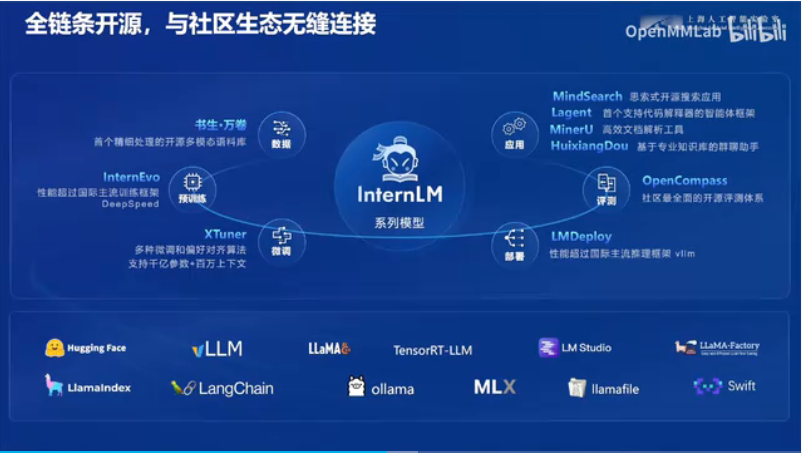 全链条开源，与社区生态无缝连接
上海人工智能实验室
OpenMMLab bilibili
书生·万卷
首个精细处理的开源多模态语料库
数据
InternEvo
性能超过国际主流训练框架
DeepSpeed
预训练
XTuner
多种微调和偏好对齐算法
支持千亿参数+百万上下文
微调
InternLM
系列模型
MindSearch 思索式开源搜索应用
Lagent 首个支持代码解释器的智能体框架
MinerU 高效文档解析工具
HuixiangDou 基于专业知识库的群聊助手
应用
OpenCompass
社区最全面的开源评测体系
评测
LMDeploy
性能超过国际主流推理框架 vllm
部署
Hugging Face vLLM LLaMA TensorRT-LLM LM Studio LLaMA-Factory
LlamaIndex LangChain ollama MLX llamafile Swift